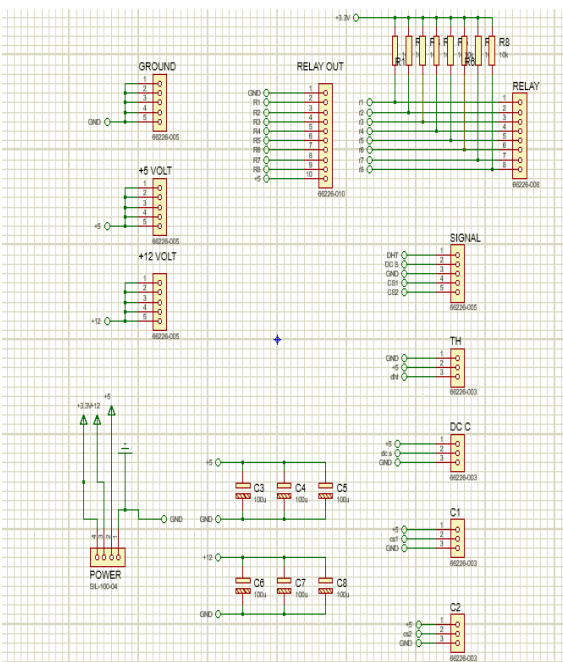 +3.3V
R1
R6
R8
10k
GROUND
1
2
3
4
5
GND
66226-005
RELAY OUT
GND
R1
R2
R3
R4
R5
R6
R7
R8
+5
1
2
3
4
5
6
7
8
9
10
66226-010
RELAY
r1
r2
r3
r4
r5
r6
r7
r8
1
2
3
4
5
6
7
8
66226-008
+5 VOLT
1
2
3
4
5
+5
66226-005
+12 VOLT
1
2
3
4
5
+12
66226-005
SIGNAL
DHT
DC S
GND
CS1
CS2
1
2
3
4
5
66226-005
TH
GND
+5
dht
1
2
3
66226-003
DC C
+5
dc s
GND
1
2
3
66226-003
C1
+5
cs1
GND
1
2
3
66226-003
C2
+5
cs2
GND
1
2
3
66226-003
+5
+3.3V
+12
GND
4
3
2
1
POWER
SIL-100-04
+5
C3
100u
C4
100u
C5
100u
GND
+12
C6
100u
C7
100u
C8
100u
GND